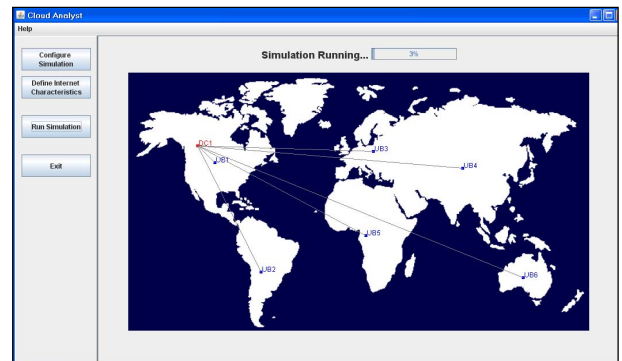 Cloud Analyst
Help
Configure
Simulation
Define Internet
Characteristics
Run Simulation
Exit
Simulation Running... 3%
DC1
UB1
UB3
UB4
UB5
UB2
UB6